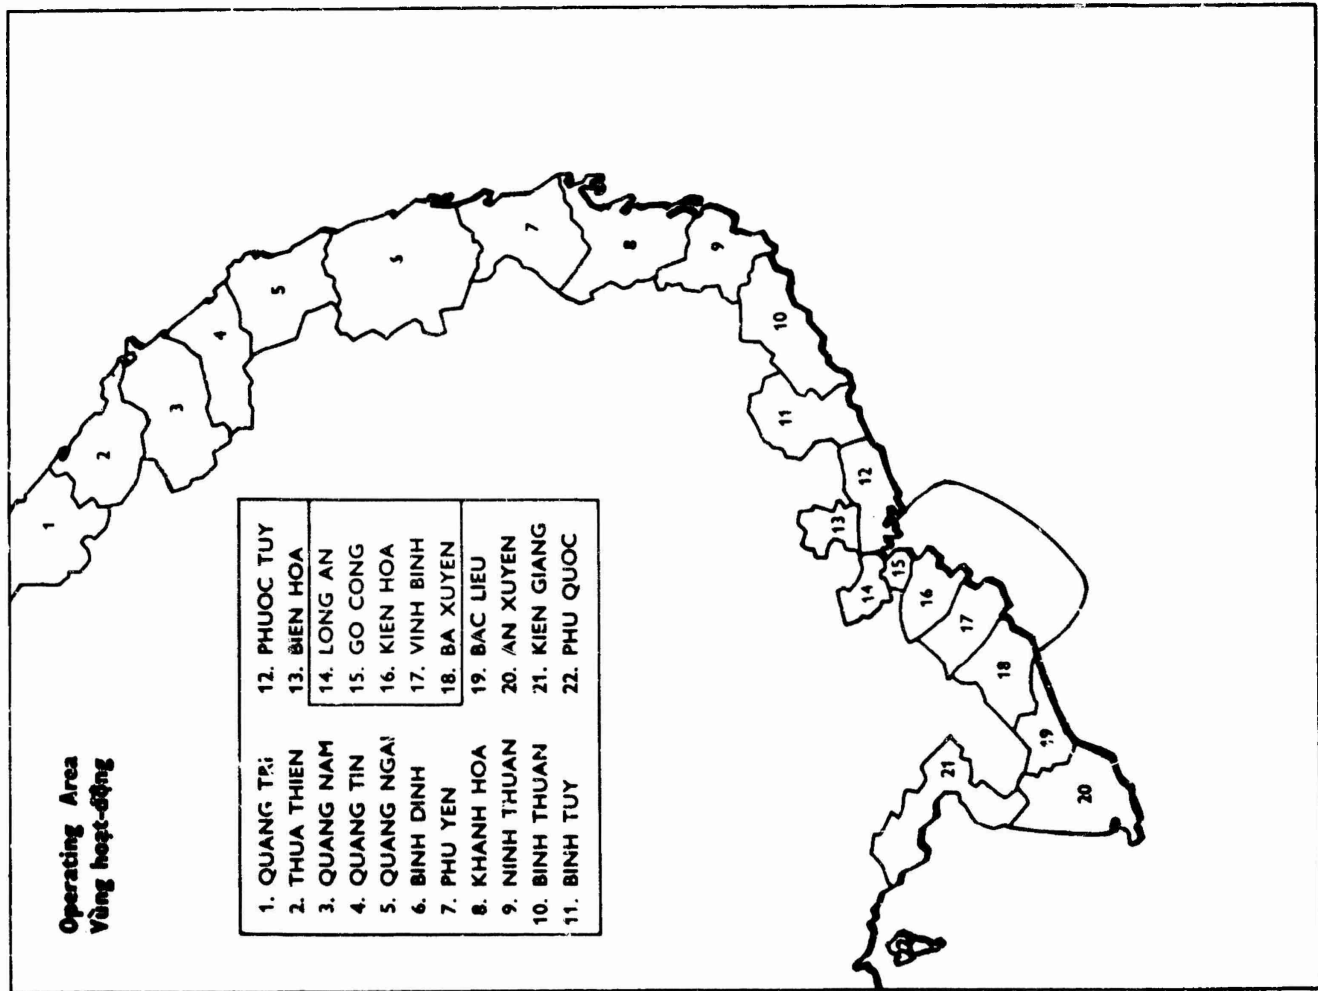 Operating Area
Vùng hoạt-động
1. QUANG TRI
2. THUA THIEN
3. QUANG NAM
4. QUANG TIN
5. QUANG NGAI
6. BINH DINH
7. PHU YEN
8. KHANH HOA
9. NINH THUAN
10. BINH THUAN
11. BINH TUY
12. PHUOC TUY
13. BIEN HOA
14. LONG AN
15. GO CONG
16. KIEN HOA
17. VINH BINH
18. BA XUYEN
19. BAC LIEU
20. AN XUYEN
21. KIEN GIANG
22. PHU QUOC
1
2
3
4
5
7
8
9
10
11
12
13
14
15
16
17
18
19
20
21
22